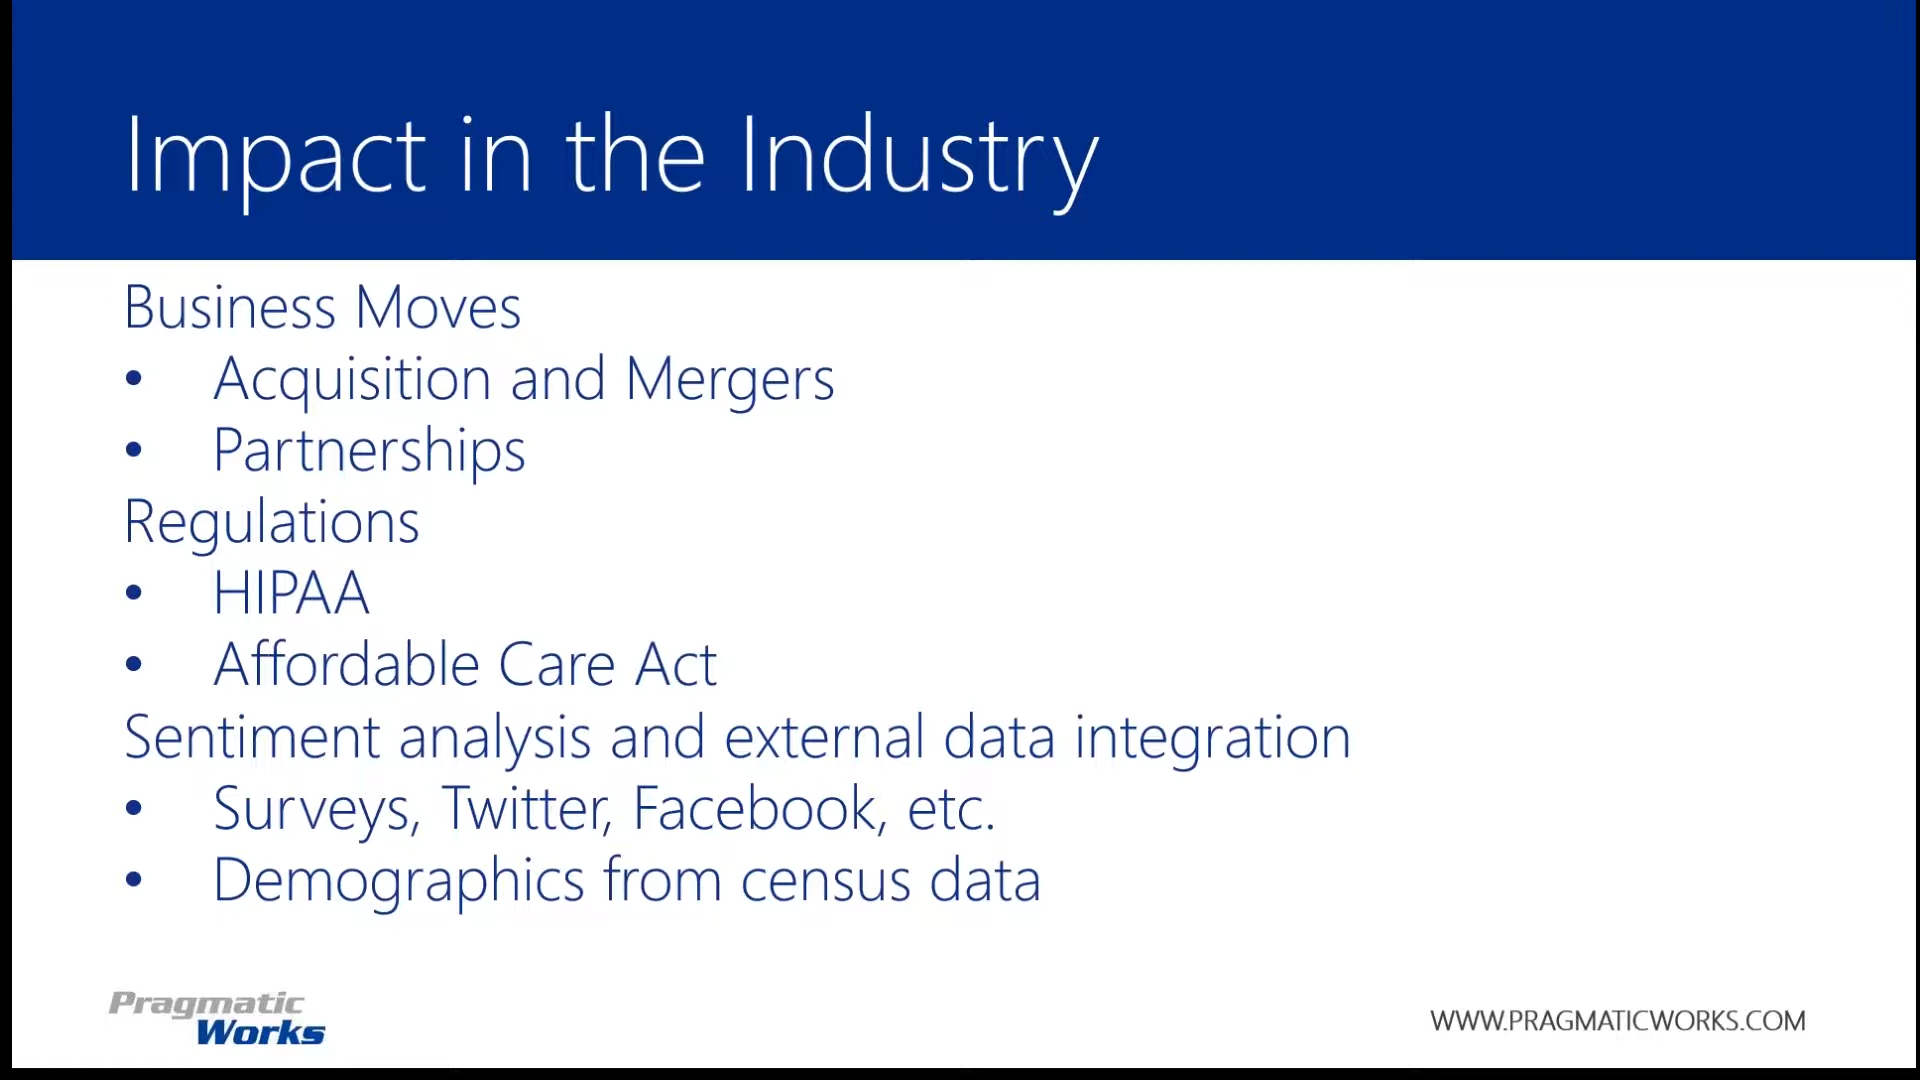 Impact in the Industry
Business Moves
• Acquisition and Mergers
• Partnerships
Regulations
• HIPAA
• Affordable Care Act
Sentiment analysis and external data integration
• Surveys, Twitter, Facebook, etc.
• Demographics from census data
Pragmatic
Works
WWW.PRAGMATICWORKS.COM